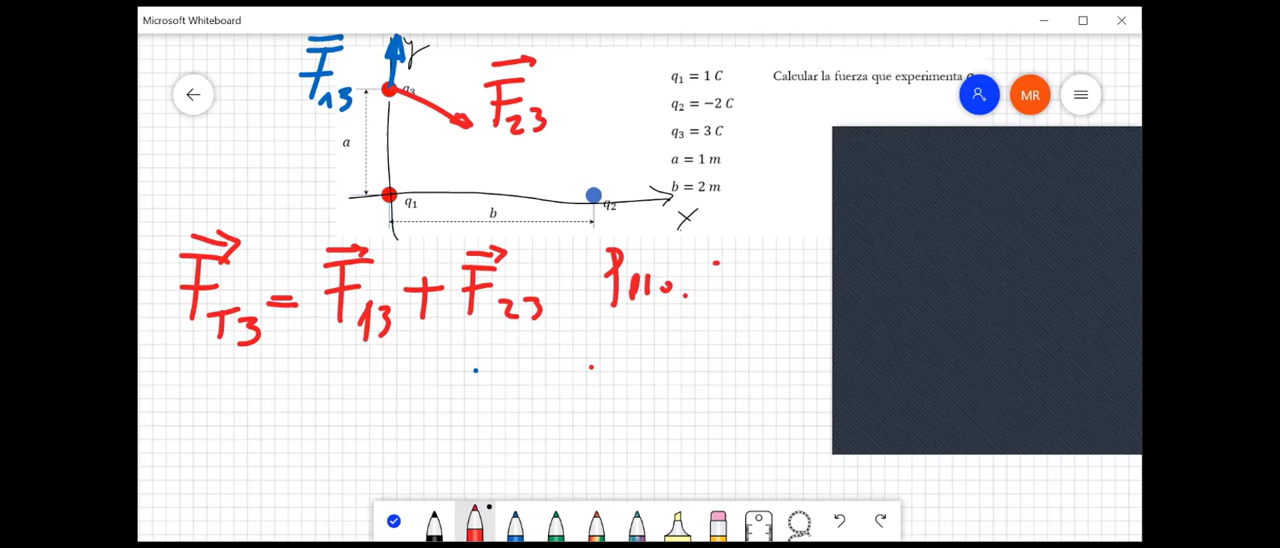 Microsoft Whiteboard
F₁₃
y
q₃
F₂₃
q₁ = 1 C
Calcular la fuerza que experimenta
MR
q₂ = −2 C
q₃ = 3 C
a
a = 1 m
b = 2 m
q₁
q₂
b
X
F_T3 = F₁₃ + F₂₃